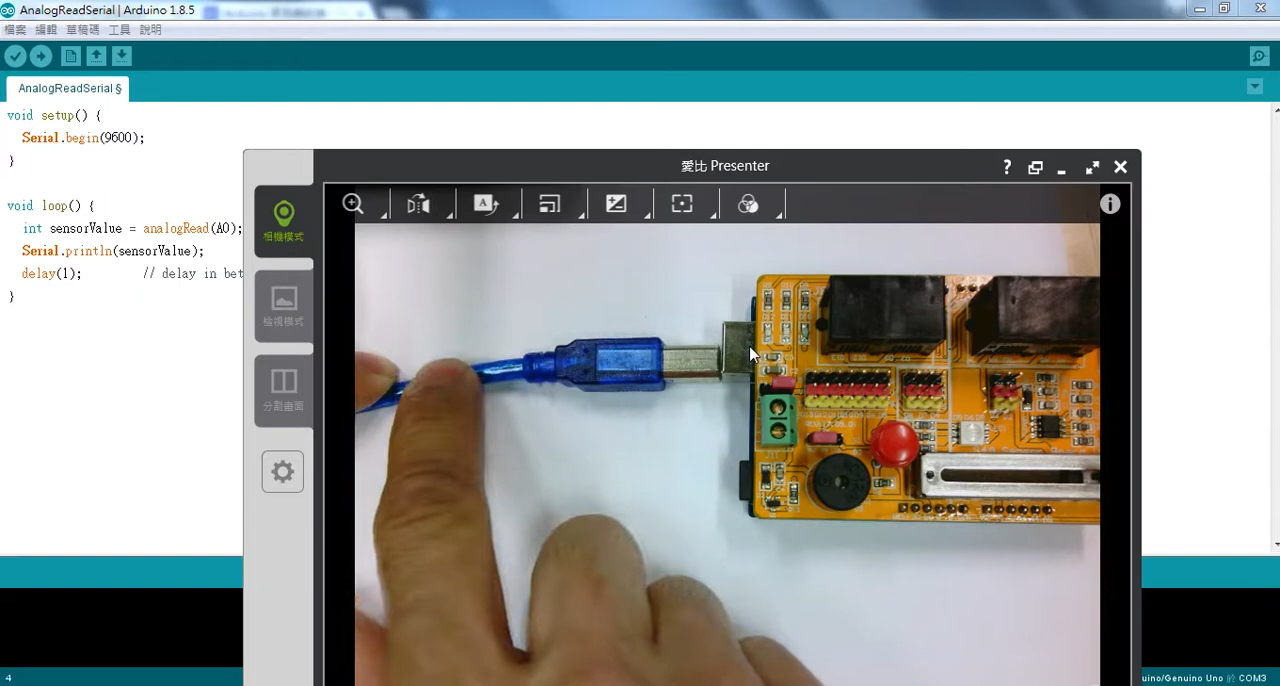 AnalogReadSerial | Arduino 1.8.5
檔案 編輯 草稿碼 工具 說明
AnalogReadSerial §
void setup() {
Serial.begin(9600);
}
void loop() {
int sensorValue = analogRead(A0);
Serial.println(sensorValue);
delay(1); // delay in bet
}
愛比 Presenter
相機模式
檢視模式
分割畫面
J11
4
uino/Genuino Uno 於 COM3